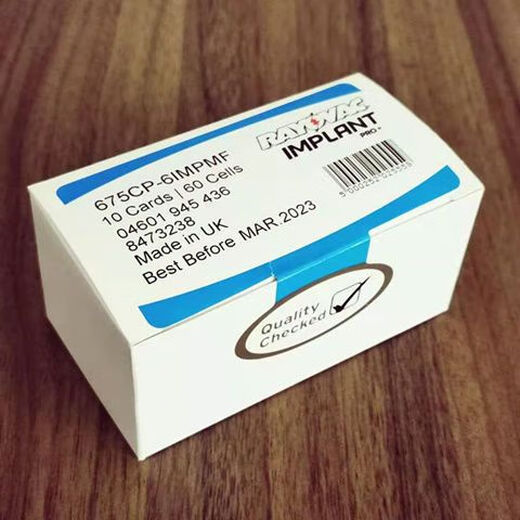 RAYOVAC
IMPLANT
PRO +
675CP-6IMPMF
10 Cards | 60 Cells
04601 945 436
8473238
Made in UK
Best Before MAR.2023
Quality
Checked